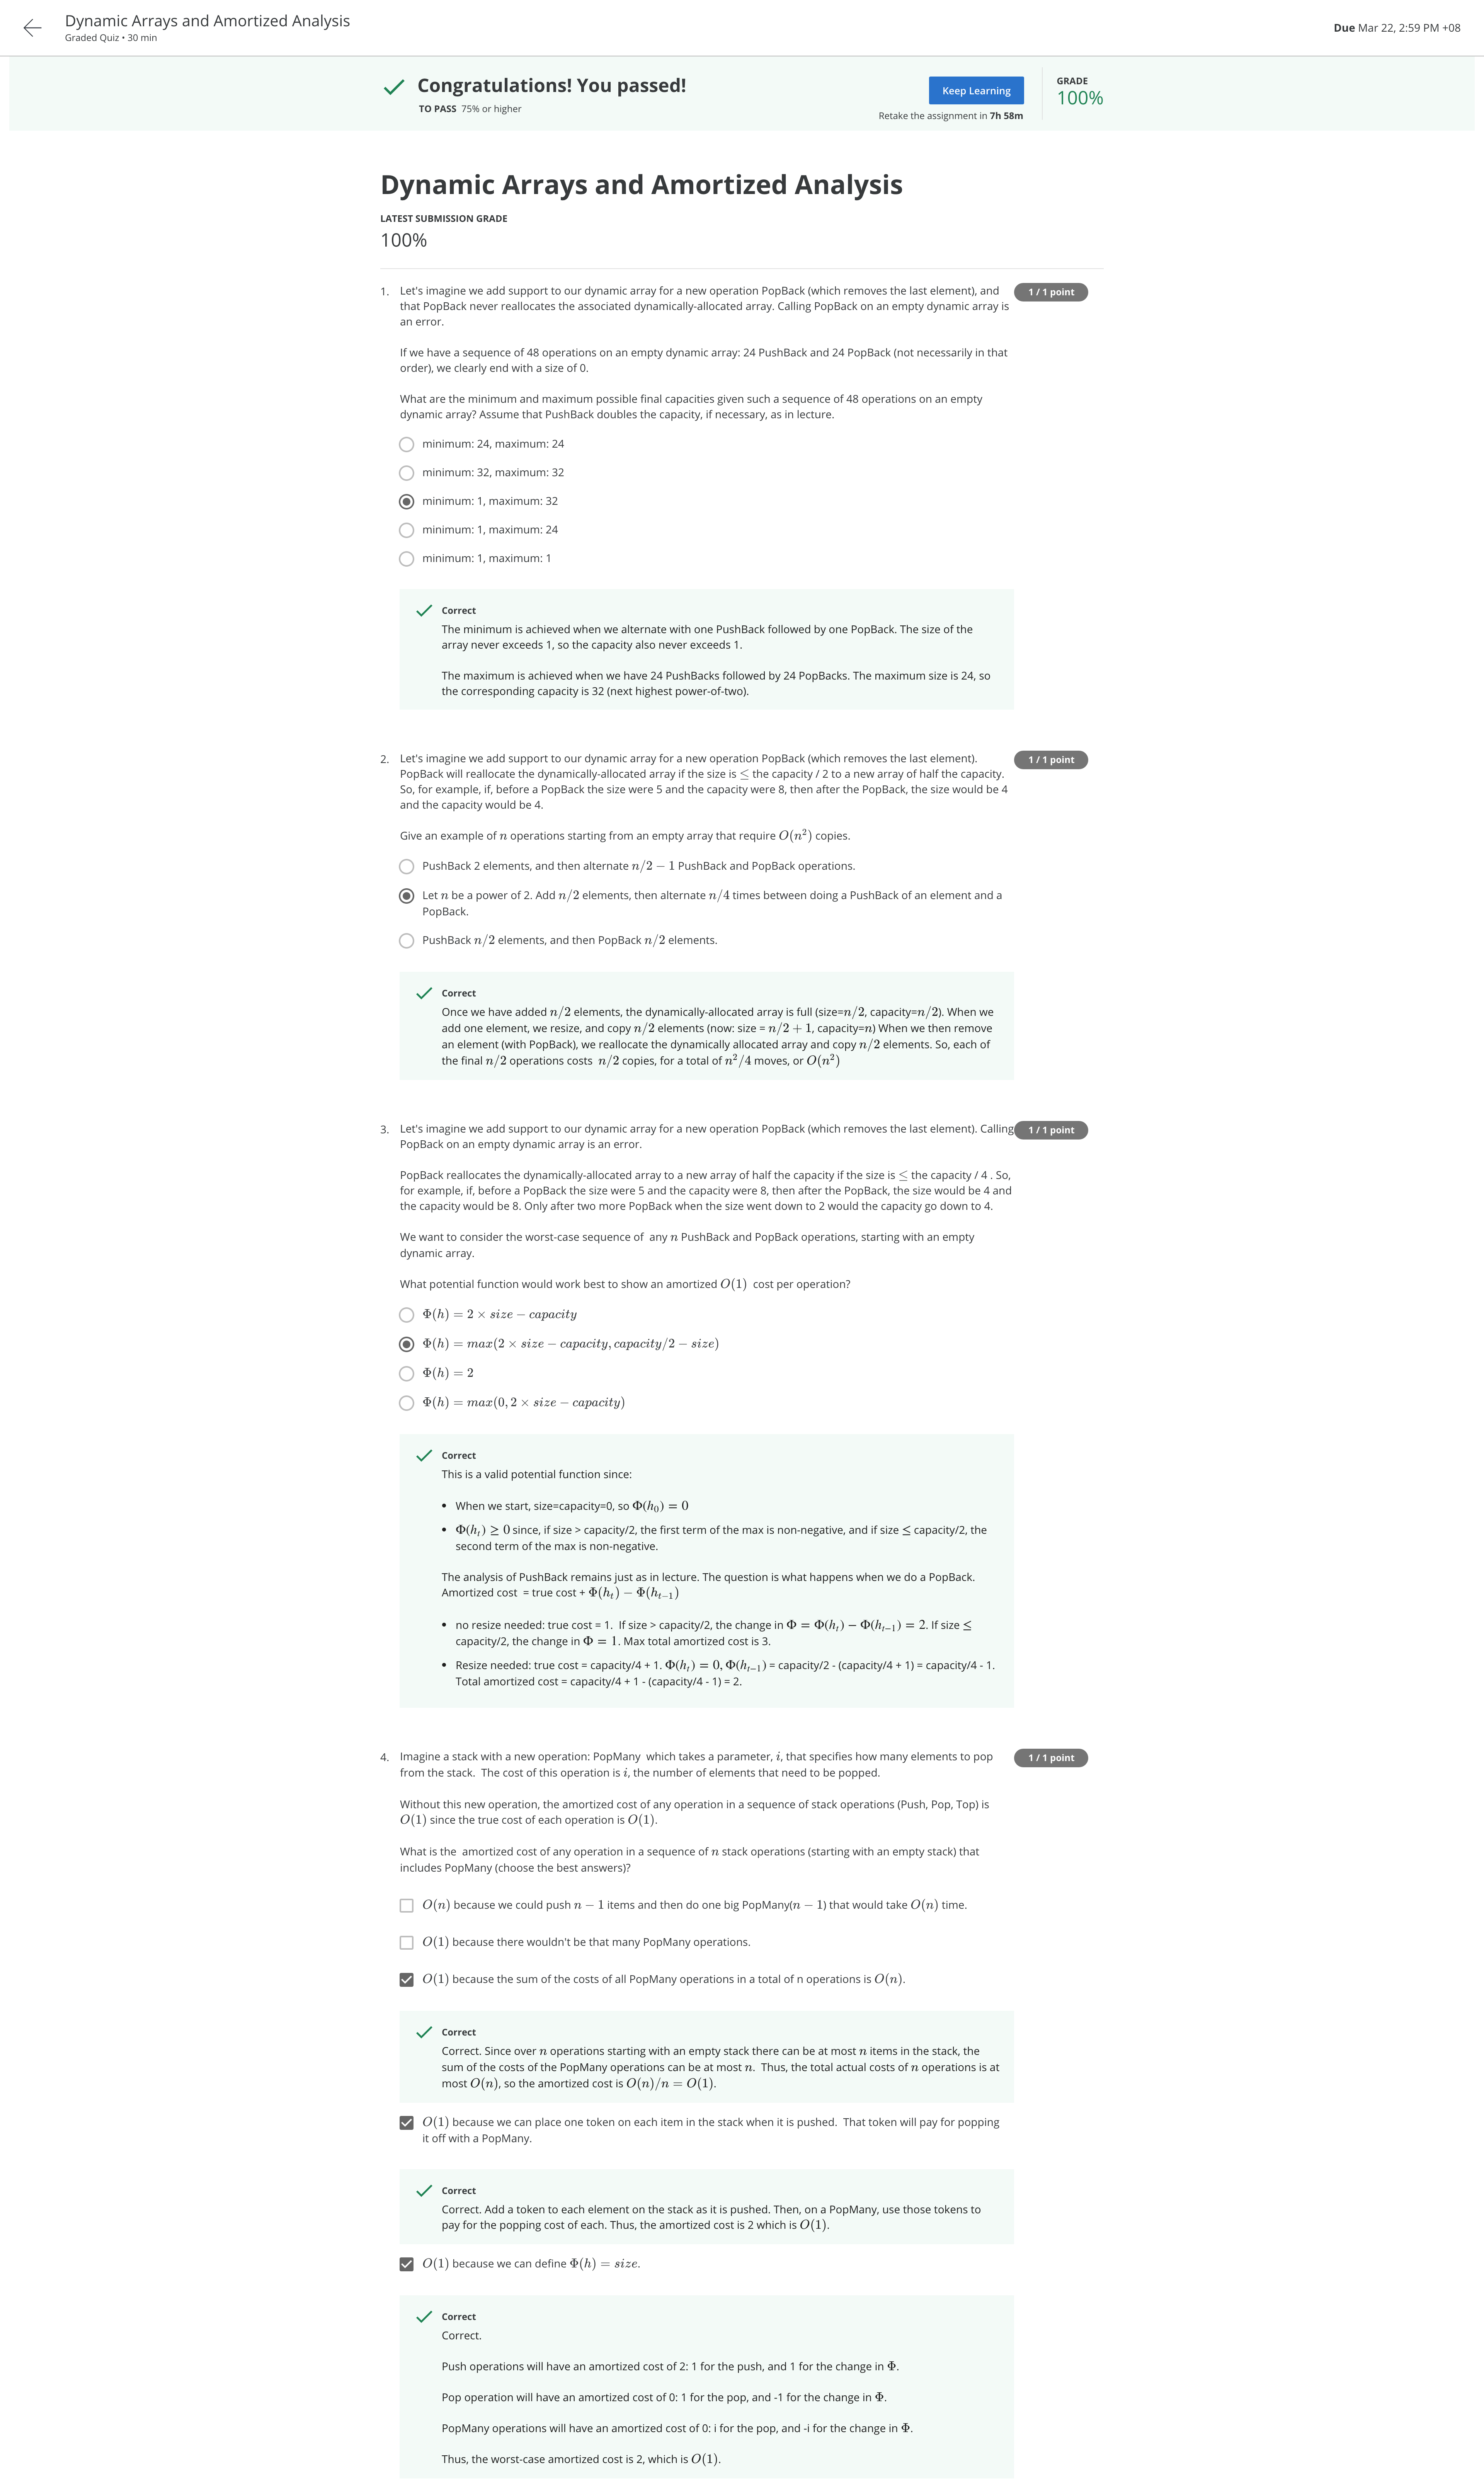 Dynamic Arrays and Amortized Analysis
Graded Quiz • 30 min
Due Mar 22, 2:59 PM +08
Congratulations! You passed!
TO PASS 75% or higher
Keep Learning
Retake the assignment in 7h 58m
GRADE
100%
Dynamic Arrays and Amortized Analysis
LATEST SUBMISSION GRADE
100%
1. Let's imagine we add support to our dynamic array for a new operation PopBack (which removes the last element), and
that PopBack never reallocates the associated dynamically-allocated array. Calling PopBack on an empty dynamic array is
an error.
1 / 1 point
If we have a sequence of 48 operations on an empty dynamic array: 24 PushBack and 24 PopBack (not necessarily in that
order), we clearly end with a size of 0.
What are the minimum and maximum possible final capacities given such a sequence of 48 operations on an empty
dynamic array? Assume that PushBack doubles the capacity, if necessary, as in lecture.
minimum: 24, maximum: 24
minimum: 32, maximum: 32
minimum: 1, maximum: 32
minimum: 1, maximum: 24
minimum: 1, maximum: 1
Correct
The minimum is achieved when we alternate with one PushBack followed by one PopBack. The size of the
array never exceeds 1, so the capacity also never exceeds 1.
The maximum is achieved when we have 24 PushBacks followed by 24 PopBacks. The maximum size is 24, so
the corresponding capacity is 32 (next highest power-of-two).
2. Let's imagine we add support to our dynamic array for a new operation PopBack (which removes the last element).
PopBack will reallocate the dynamically-allocated array if the size is ≤ the capacity / 2 to a new array of half the capacity.
So, for example, if, before a PopBack the size were 5 and the capacity were 8, then after the PopBack, the size would be 4
and the capacity would be 4.
1 / 1 point
Give an example of n operations starting from an empty array that require O(n²) copies.
PushBack 2 elements, and then alternate n/2 − 1 PushBack and PopBack operations.
Let n be a power of 2. Add n/2 elements, then alternate n/4 times between doing a PushBack of an element and a
PopBack.
PushBack n/2 elements, and then PopBack n/2 elements.
Correct
Once we have added n/2 elements, the dynamically-allocated array is full (size=n/2, capacity=n/2). When we
add one element, we resize, and copy n/2 elements (now: size = n/2 + 1, capacity=n) When we then remove
an element (with PopBack), we reallocate the dynamically allocated array and copy n/2 elements. So, each of
the final n/2 operations costs n/2 copies, for a total of n²/4 moves, or O(n²)
3. Let's imagine we add support to our dynamic array for a new operation PopBack (which removes the last element). Calling
PopBack on an empty dynamic array is an error.
1 / 1 point
PopBack reallocates the dynamically-allocated array to a new array of half the capacity if the size is ≤ the capacity / 4 . So,
for example, if, before a PopBack the size were 5 and the capacity were 8, then after the PopBack, the size would be 4 and
the capacity would be 8. Only after two more PopBack when the size went down to 2 would the capacity go down to 4.
We want to consider the worst-case sequence of any n PushBack and PopBack operations, starting with an empty
dynamic array.
What potential function would work best to show an amortized O(1) cost per operation?
Φ(h) = 2 × size − capacity
Φ(h) = max(2 × size − capacity, capacity/2 − size)
Φ(h) = 2
Φ(h) = max(0, 2 × size − capacity)
Correct
This is a valid potential function since:
• When we start, size=capacity=0, so Φ(h₀) = 0
• Φ(hₜ) ≥ 0 since, if size > capacity/2, the first term of the max is non-negative, and if size ≤ capacity/2, the
second term of the max is non-negative.
The analysis of PushBack remains just as in lecture. The question is what happens when we do a PopBack.
Amortized cost = true cost + Φ(hₜ) − Φ(hₜ₋₁)
• no resize needed: true cost = 1. If size > capacity/2, the change in Φ = Φ(hₜ) − Φ(hₜ₋₁) = 2. If size ≤
capacity/2, the change in Φ = 1. Max total amortized cost is 3.
• Resize needed: true cost = capacity/4 + 1. Φ(hₜ) = 0, Φ(hₜ₋₁) = capacity/2 - (capacity/4 + 1) = capacity/4 - 1.
Total amortized cost = capacity/4 + 1 - (capacity/4 - 1) = 2.
4. Imagine a stack with a new operation: PopMany which takes a parameter, i, that specifies how many elements to pop
from the stack. The cost of this operation is i, the number of elements that need to be popped.
1 / 1 point
Without this new operation, the amortized cost of any operation in a sequence of stack operations (Push, Pop, Top) is
O(1) since the true cost of each operation is O(1).
What is the amortized cost of any operation in a sequence of n stack operations (starting with an empty stack) that
includes PopMany (choose the best answers)?
O(n) because we could push n − 1 items and then do one big PopMany(n − 1) that would take O(n) time.
O(1) because there wouldn't be that many PopMany operations.
O(1) because the sum of the costs of all PopMany operations in a total of n operations is O(n).
Correct
Correct. Since over n operations starting with an empty stack there can be at most n items in the stack, the
sum of the costs of the PopMany operations can be at most n. Thus, the total actual costs of n operations is at
most O(n), so the amortized cost is O(n)/n = O(1).
O(1) because we can place one token on each item in the stack when it is pushed. That token will pay for popping
it off with a PopMany.
Correct
Correct. Add a token to each element on the stack as it is pushed. Then, on a PopMany, use those tokens to
pay for the popping cost of each. Thus, the amortized cost is 2 which is O(1).
O(1) because we can define Φ(h) = size.
Correct
Correct.
Push operations will have an amortized cost of 2: 1 for the push, and 1 for the change in Φ.
Pop operation will have an amortized cost of 0: 1 for the pop, and -1 for the change in Φ.
PopMany operations will have an amortized cost of 0: i for the pop, and -i for the change in Φ.
Thus, the worst-case amortized cost is 2, which is O(1).